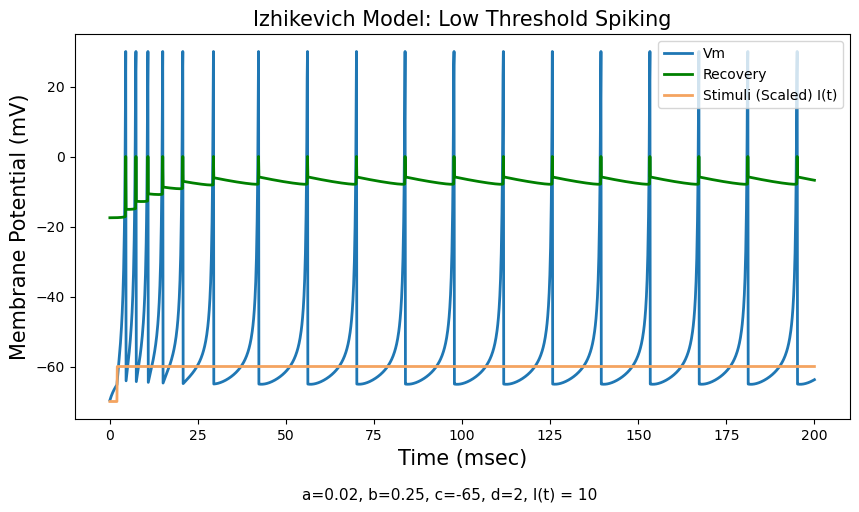 Izhikevich Model: Low Threshold Spiking
Vm
Recovery
Stimuli (Scaled) I(t)
Membrane Potential (mV)
20
0
−20
−40
−60
0 25 50 75 100 125 150 175 200
Time (msec)
a=0.02, b=0.25, c=-65, d=2, I(t) = 10